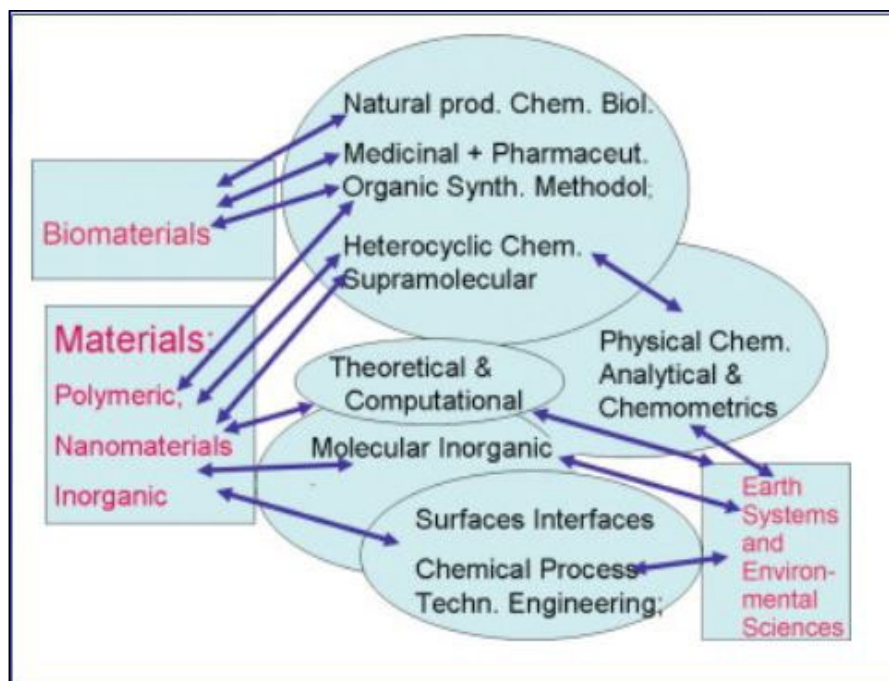 Natural prod. Chem. Biol.
Medicinal + Pharmaceut.
Organic Synth. Methodol;
Heterocyclic Chem.
Supramolecular
Biomaterials
Materials:
Polymeric,
Nanomaterials
Inorganic
Theoretical &
Computational
Physical Chem.
Analytical &
Chemometrics
Molecular Inorganic
Surfaces Interfaces
Chemical Process
Techn. Engineering;
Earth
Systems
and
Environ-
mental
Sciences